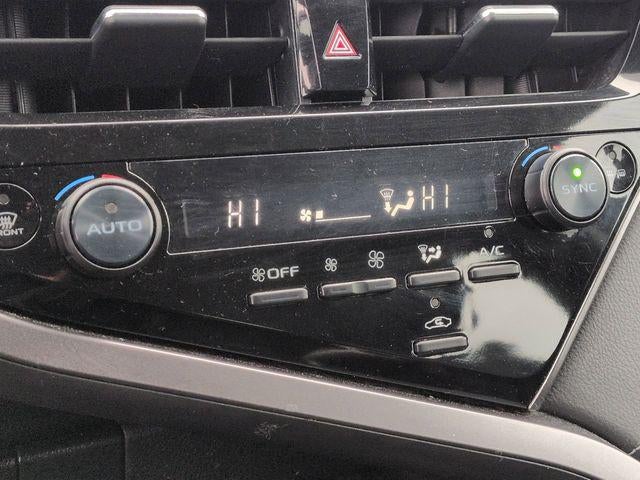 FRONT
AUTO
HI
HI
SYNC
OFF
A/C